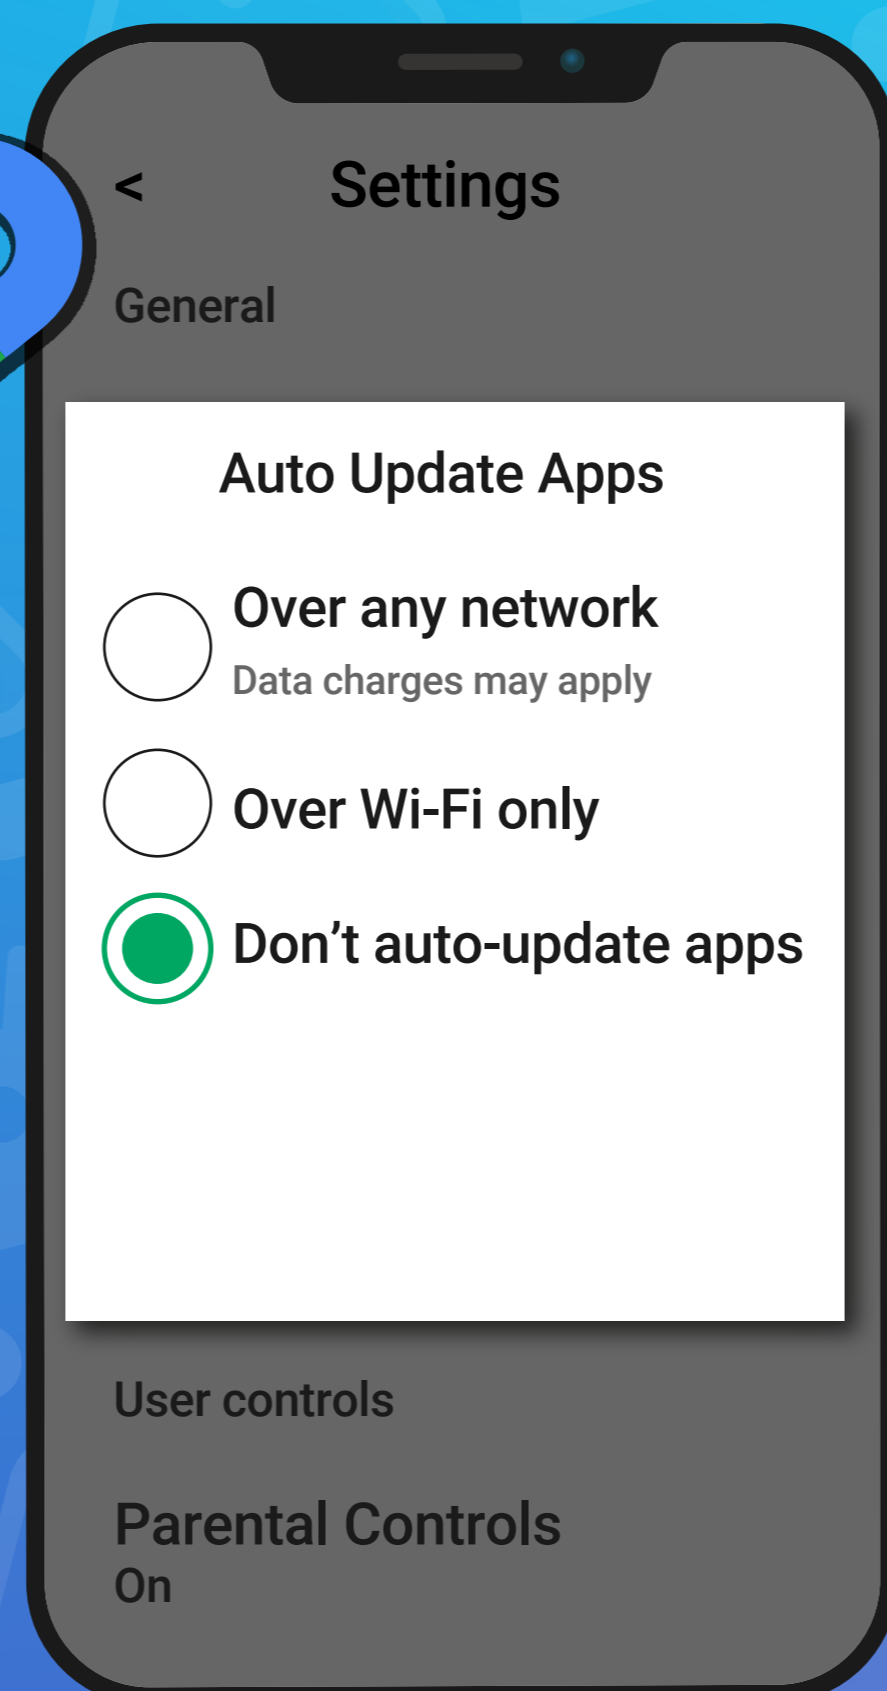 < Settings
General
Auto Update Apps
Over any network
Data charges may apply
Over Wi-Fi only
Don’t auto-update apps
User controls
Parental Controls
On